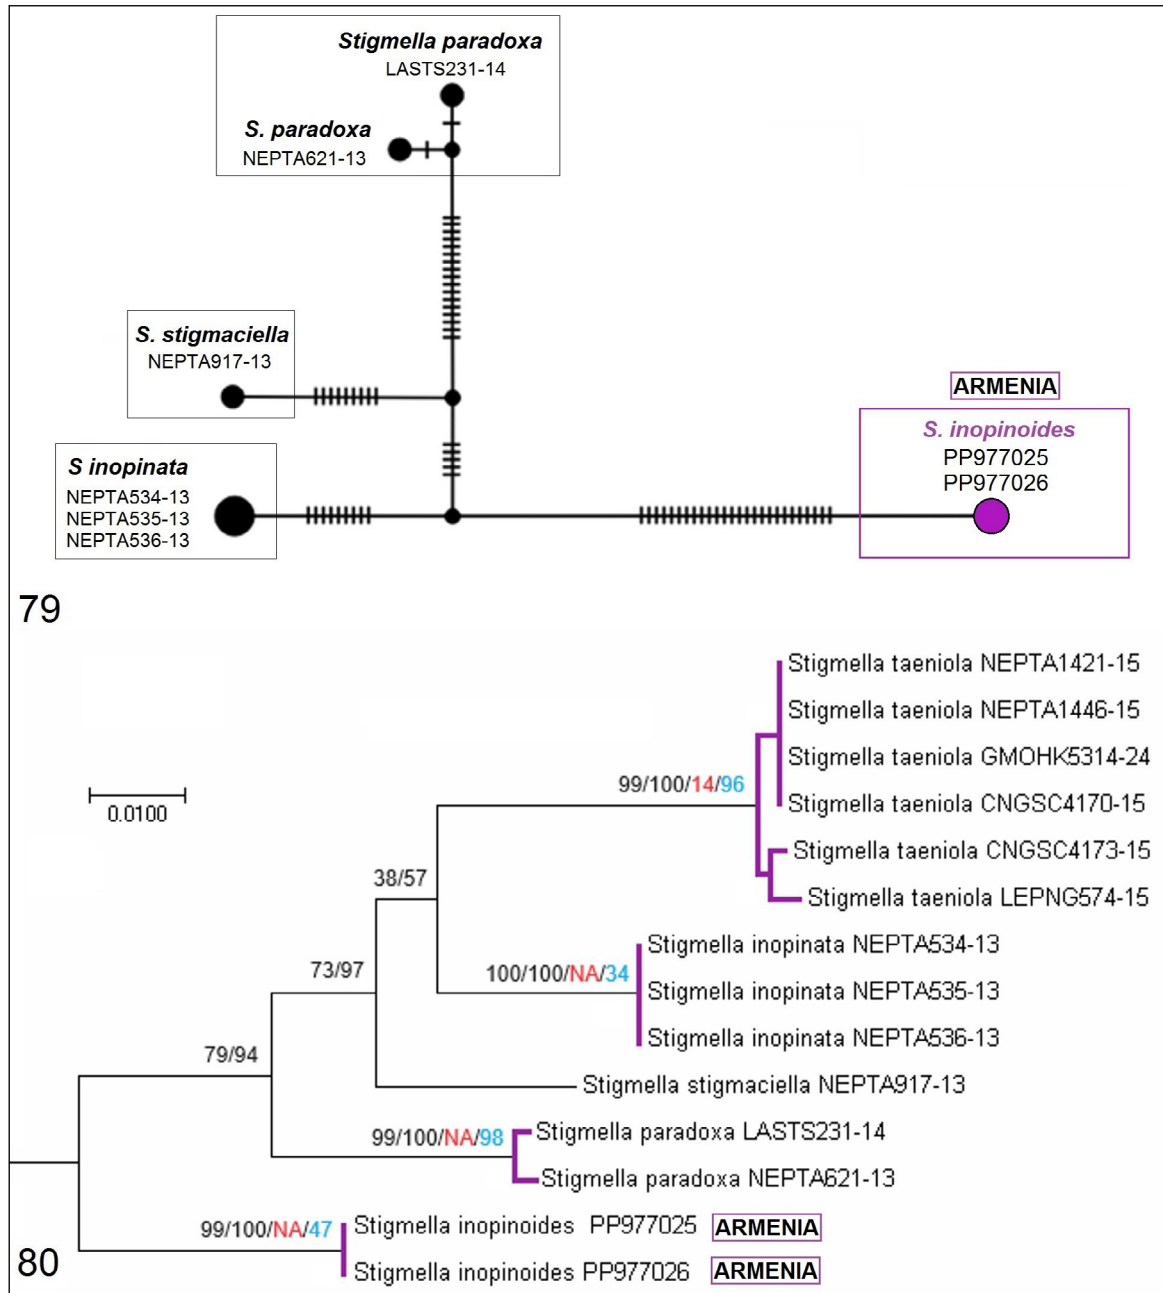 Stigmella paradoxa
LASTS231-14
S. paradoxa
NEPTA621-13
S. stigmaciella
NEPTA917-13
ARMENIA
S. inopinoides
PP977025
PP977026
S inopinata
NEPTA534-13
NEPTA535-13
NEPTA536-13
79
Stigmella taeniola NEPTA1421-15
Stigmella taeniola NEPTA1446-15
Stigmella taeniola GMOHK5314-24
99/100/14/96
Stigmella taeniola CNGSC4170-15
0.0100
Stigmella taeniola CNGSC4173-15
38/57
Stigmella taeniola LEPNG574-15
Stigmella inopinata NEPTA534-13
73/97
100/100/NA/34
Stigmella inopinata NEPTA535-13
Stigmella inopinata NEPTA536-13
79/94
Stigmella stigmaciella NEPTA917-13
99/100/NA/98
Stigmella paradoxa LASTS231-14
Stigmella paradoxa NEPTA621-13
99/100/NA/47
Stigmella inopinoides PP977025 ARMENIA
Stigmella inopinoides PP977026 ARMENIA
80